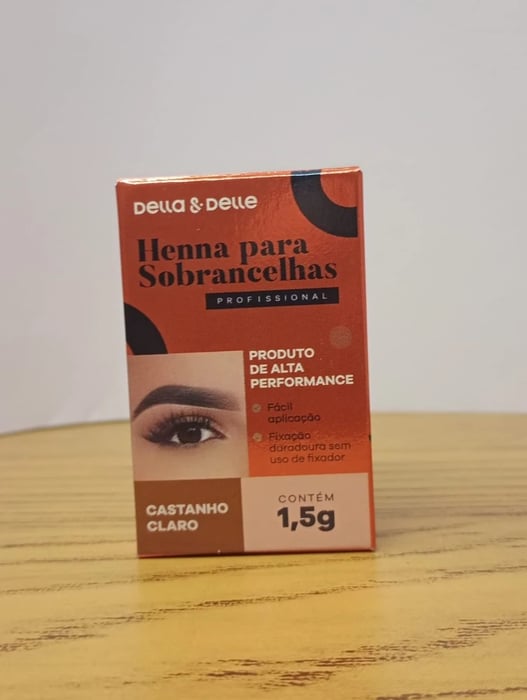 Della & Delle
Henna para
Sobrancelhas
PROFISSIONAL
PRODUTO
DE ALTA
PERFORMANCE
Fácil
aplicação
Fixação
duradoura sem
uso de fixador
CASTANHO
CLARO
CONTÉM
1,5g